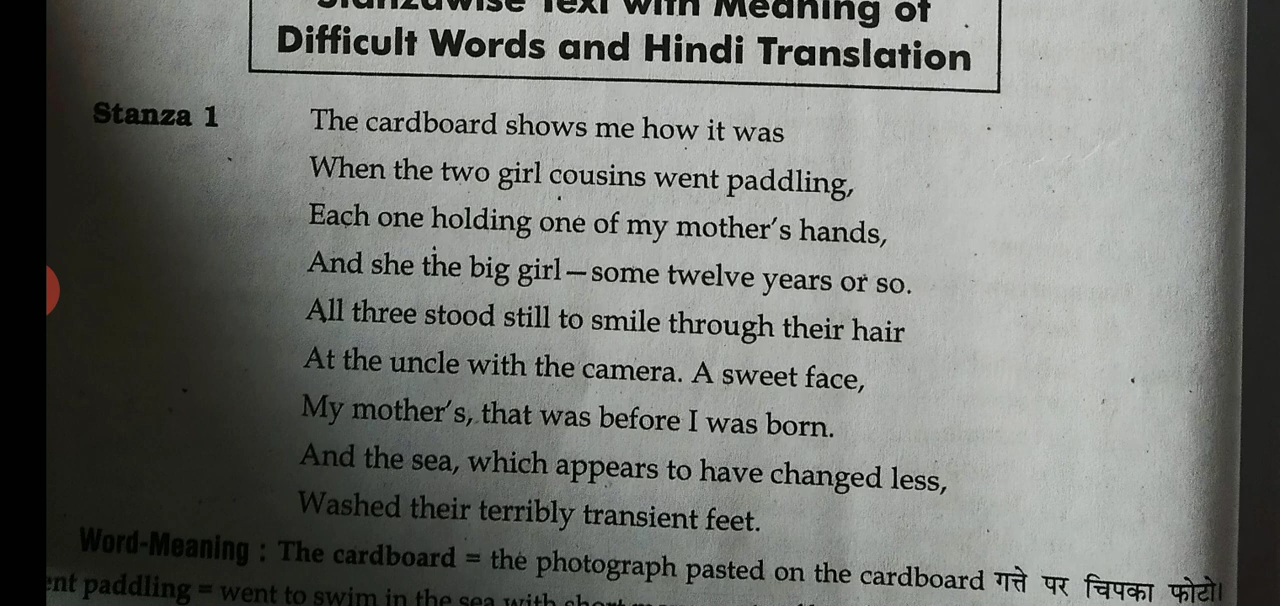 Stanzawise Text with Meaning of
Difficult Words and Hindi Translation
Stanza 1 The cardboard shows me how it was
When the two girl cousins went paddling,
Each one holding one of my mother's hands,
And she the big girl—some twelve years or so.
All three stood still to smile through their hair
At the uncle with the camera. A sweet face,
My mother's, that was before I was born.
And the sea, which appears to have changed less,
Washed their terribly transient feet.
Word-Meaning : The cardboard = the photograph pasted on the cardboard गत्ते पर चिपका फोटो।
paddling = went to swim in the sea with